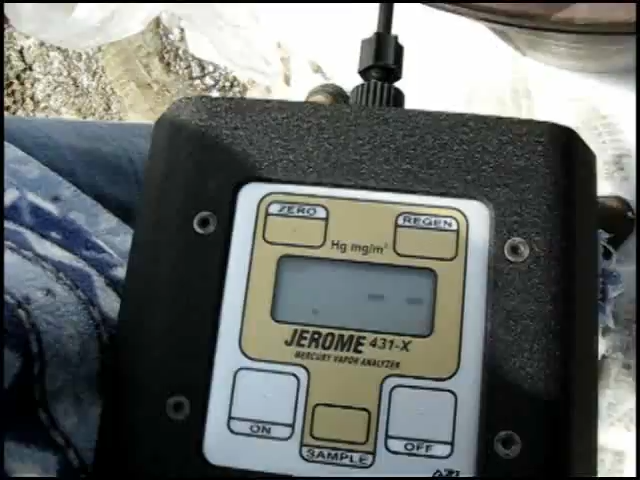 ZERO
REGEN
Hg mg/m³
JEROME 431-X
MERCURY VAPOR ANALYZER
ON
SAMPLE
OFF